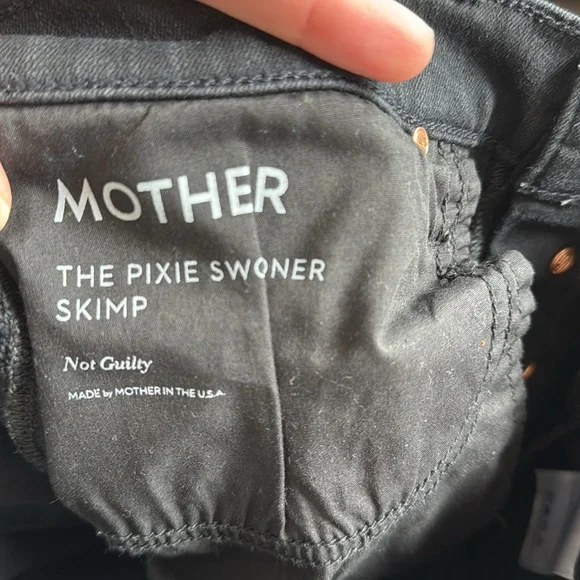 MOTHER
THE PIXIE SWONER
SKIMP
Not Guilty
MADE by MOTHER IN THE U.S.A.